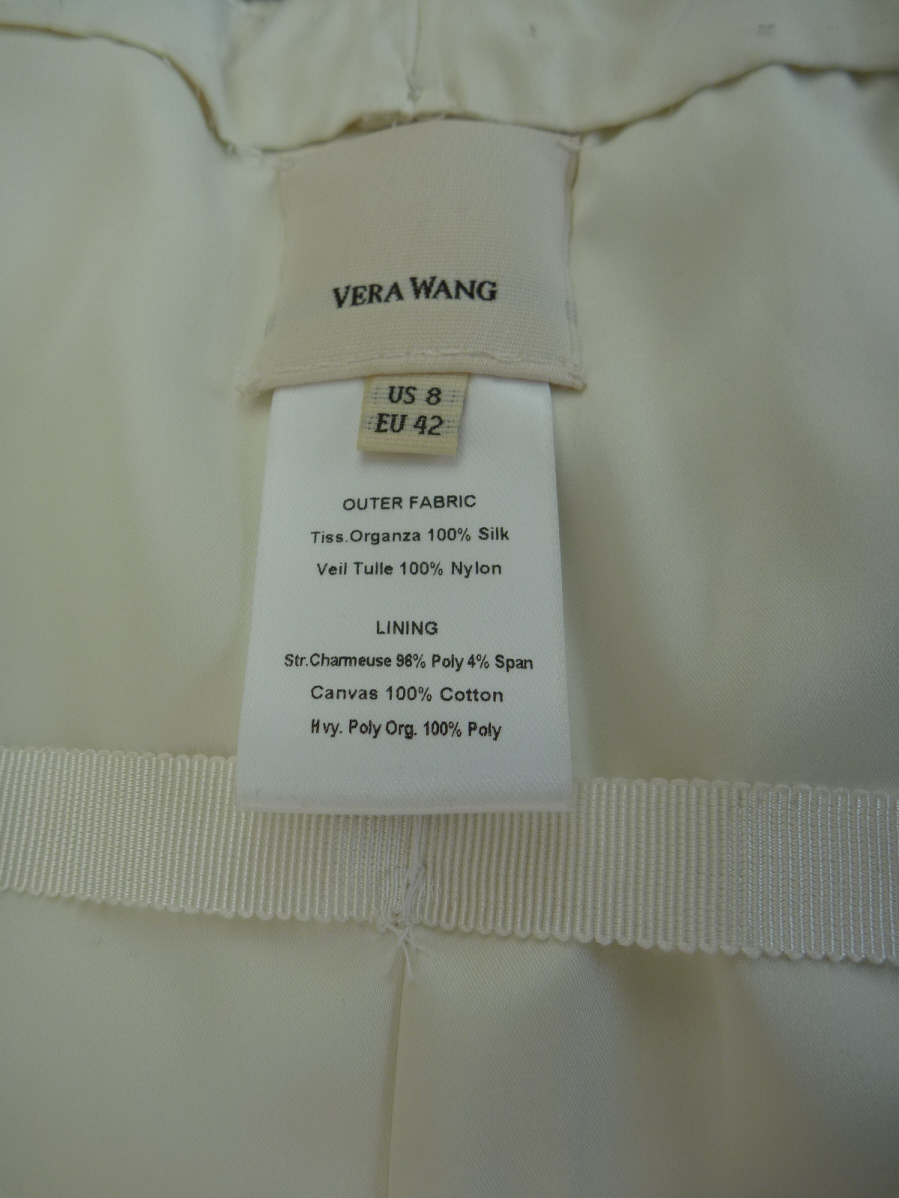 VERA WANG
US 8
EU 42
OUTER FABRIC
Tiss.Organza 100% Silk
Veil Tulle 100% Nylon
LINING
Str.Charmeuse 96% Poly 4% Span
Canvas 100% Cotton
Hvy. Poly Org. 100% Poly